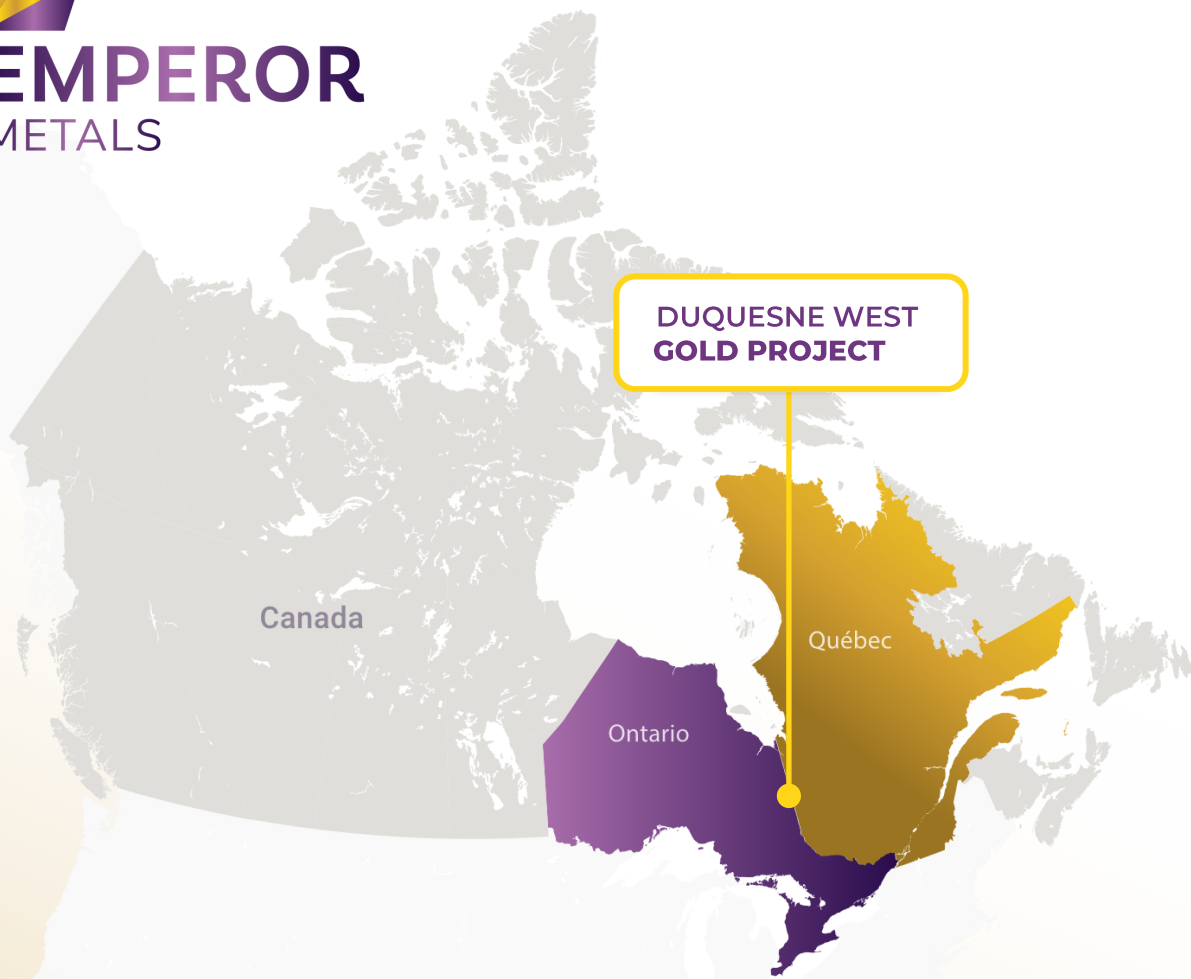 EMPEROR
METALS
DUQUESNE WEST
GOLD PROJECT
Canada
Québec
Ontario